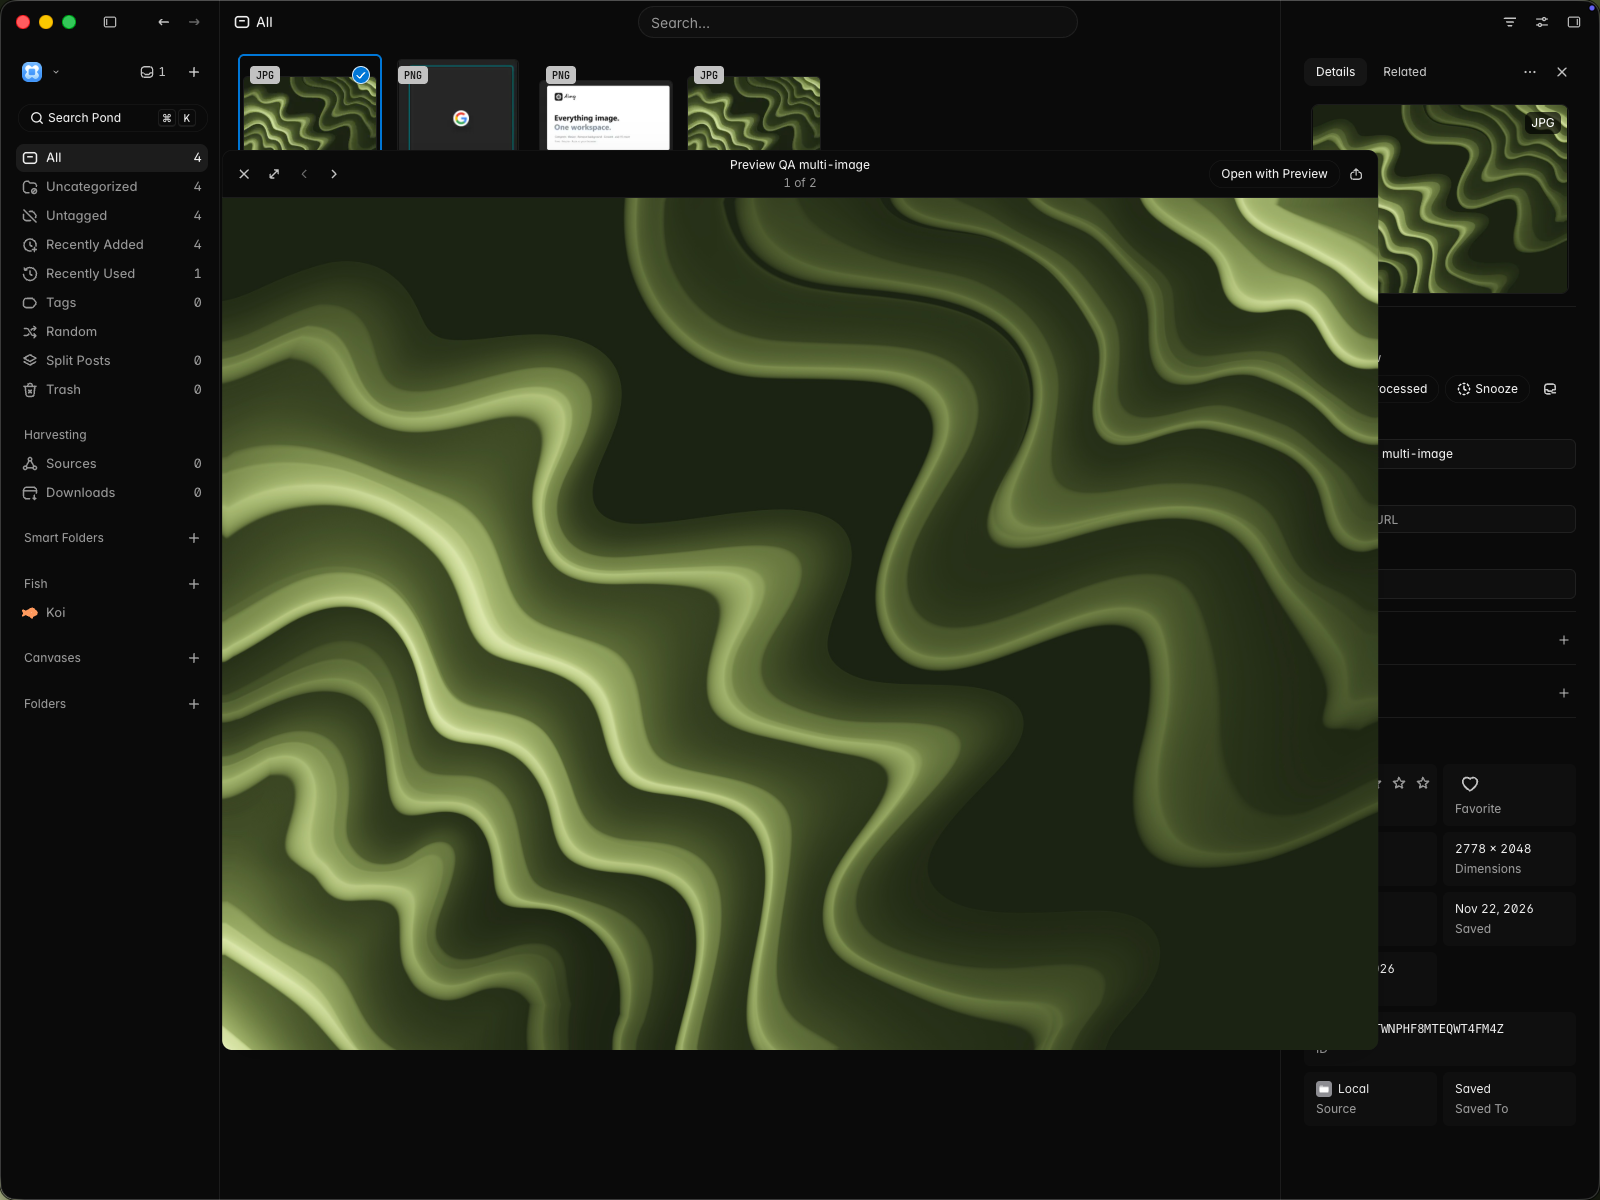 All
Search...
1
Search Pond
⌘ K
All 4
Uncategorized 4
Untagged 4
Recently Added 4
Recently Used 1
Tags 0
Random
Split Posts 0
Trash 0
Harvesting
Sources 0
Downloads 0
Smart Folders
Fish
Koi
Canvases
Folders
JPG
PNG
PNG
Everything image.
One workspace.
JPG
Preview QA multi-image
1 of 2
Open with Preview
Details Related
JPG
Snooze
multi-image
URL
Favorite
2778 × 2048
Dimensions
Nov 22, 2026
Saved
TWNPHF8MTEQWT4FM4Z
ID
Local
Source
Saved
Saved To